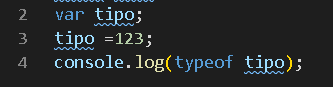 2 var tipo;
3 tipo =123;
4 console.log(typeof tipo);